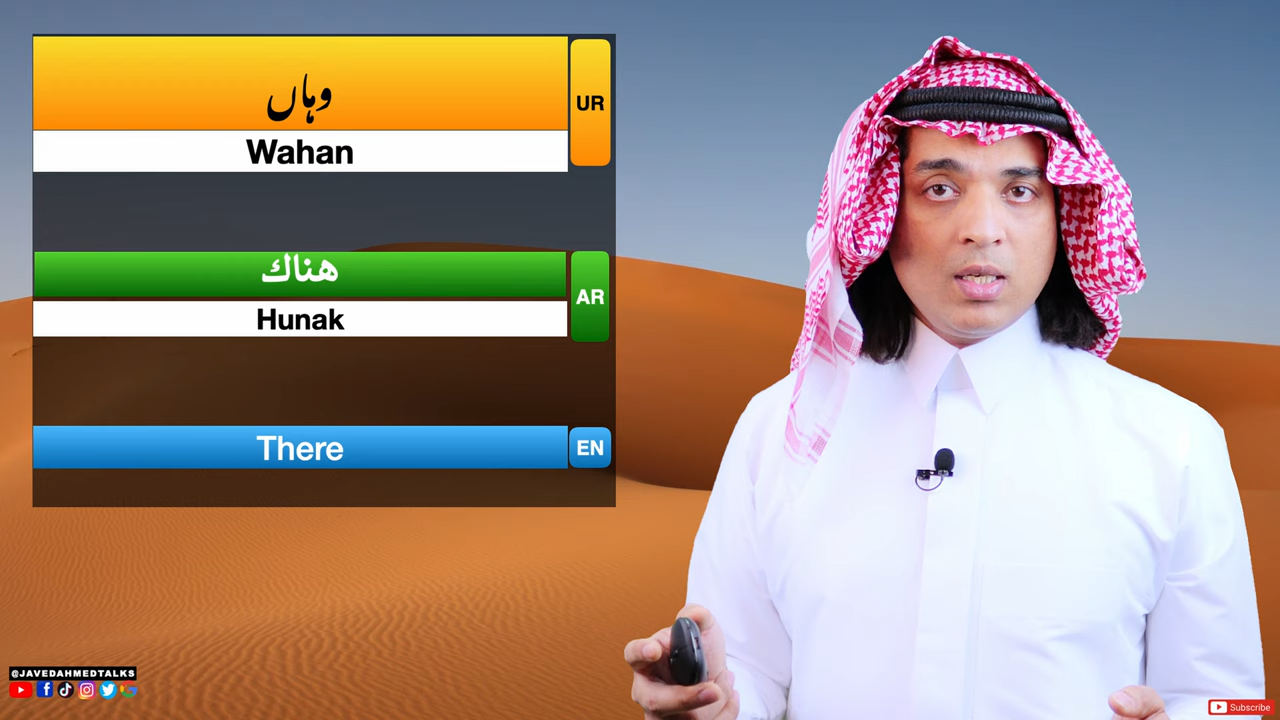 وہاں
UR
Wahan
هناك
AR
Hunak
There
EN
@JAVEDAHMEDTALKS
Subscribe